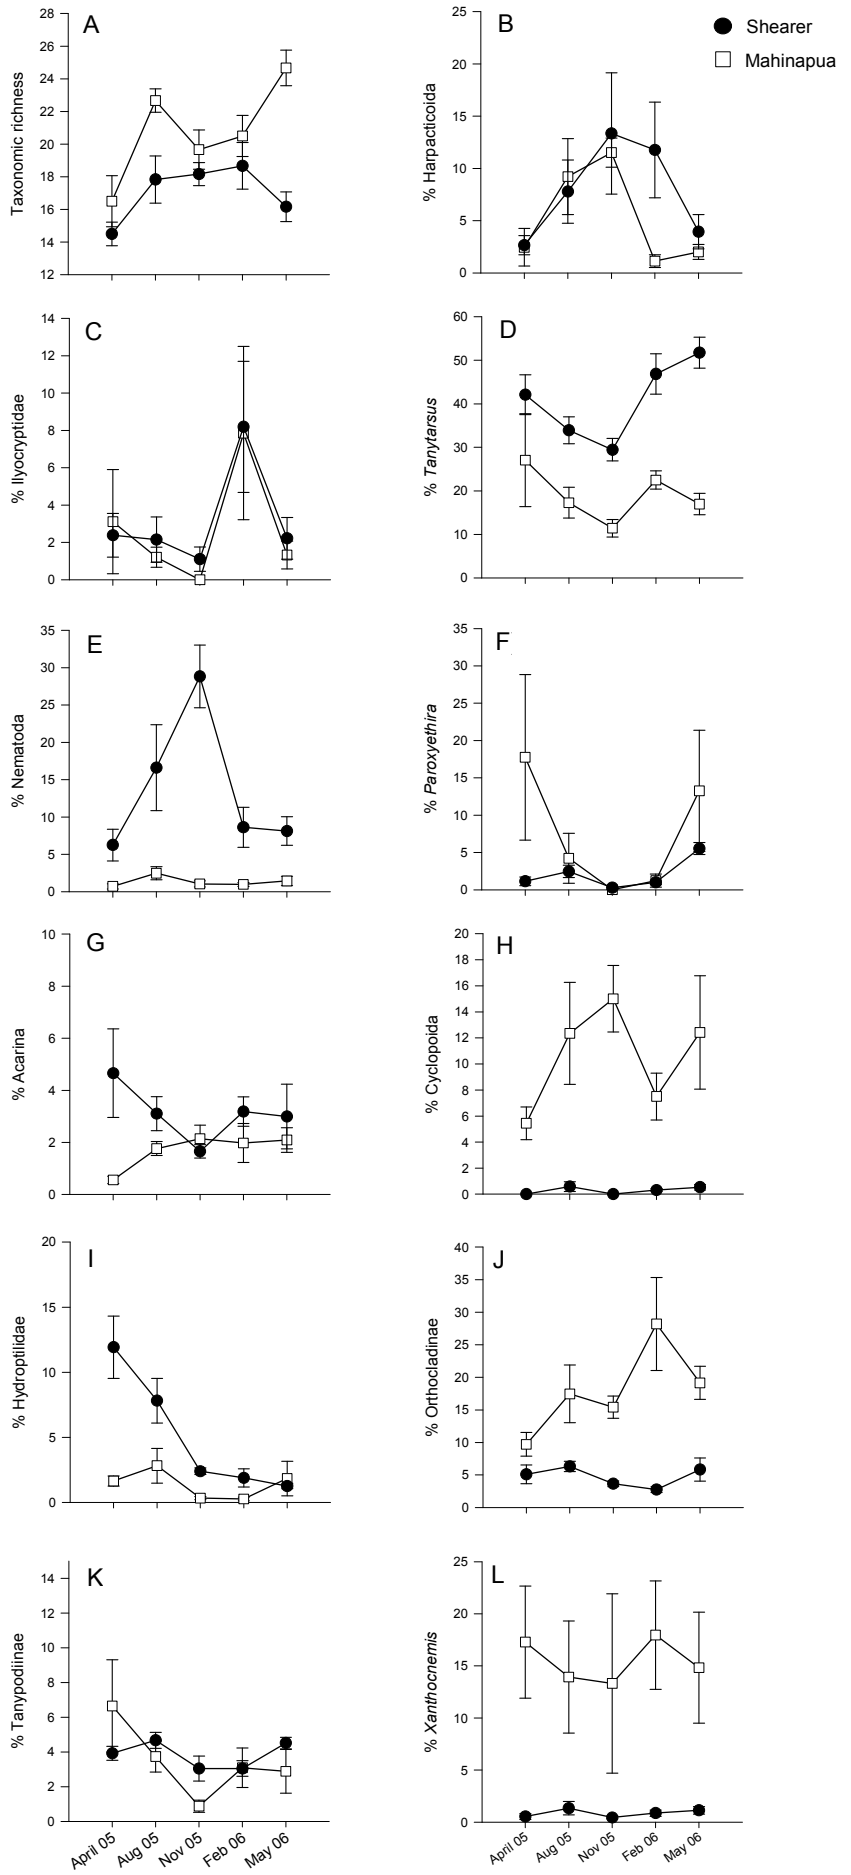 A
Taxonomic richness
28
26
24
22
20
18
16
14
12
B
% Harpacticoida
25
20
15
10
5
0
Shearer
Mahinapua
C
% Ilyocryptidae
14
12
10
8
6
4
2
0
D
% Tanytarsus
60
50
40
30
20
10
0
E
% Nematoda
35
30
25
20
15
10
5
0
F
% Paroxyethira
35
30
25
20
15
10
5
0
G
% Acarina
10
8
6
4
2
0
H
% Cyclopoida
20
18
16
14
12
10
8
6
4
2
0
I
% Hydroptilidae
20
15
10
5
0
J
% Orthocladinae
40
35
30
25
20
15
10
5
0
K
% Tanypodiinae
14
12
10
8
6
4
2
0
April 05
Aug 05
Nov 05
Feb 06
May 06
L
% Xanthocnemis
25
20
15
10
5
0
April 05
Aug 05
Nov 05
Feb 06
May 06